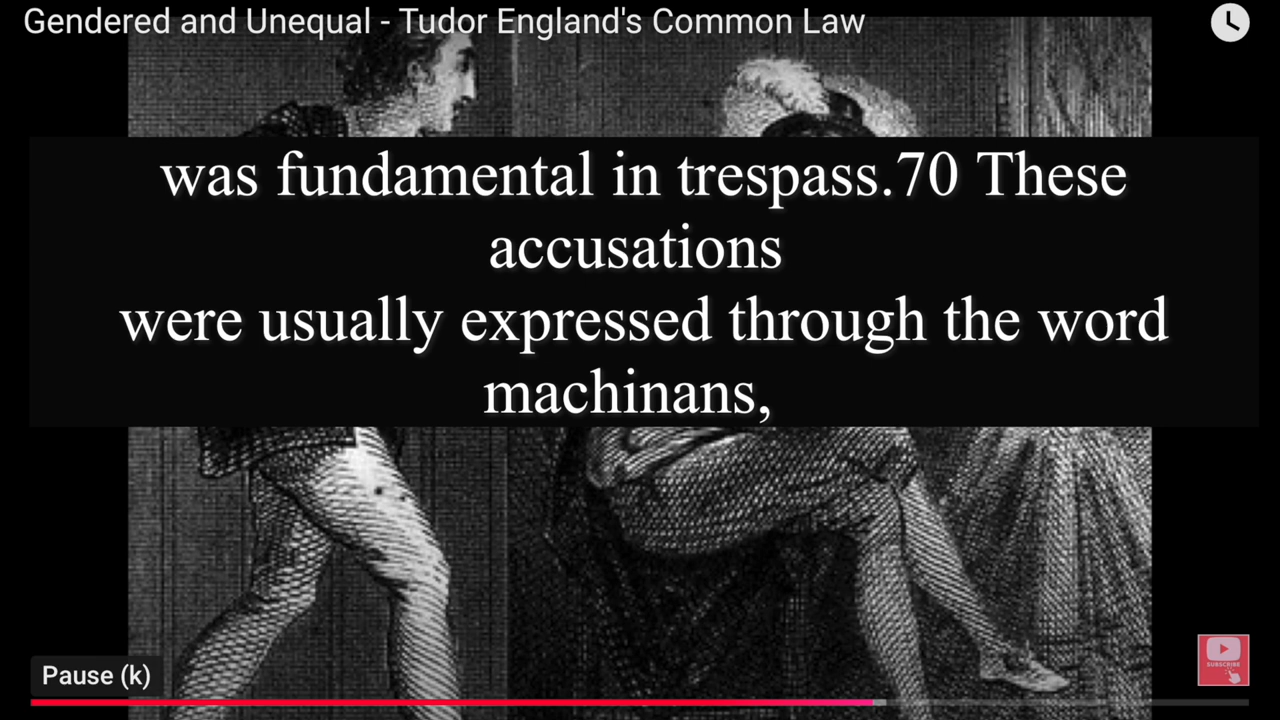 Gendered and Unequal - Tudor England's Common Law
was fundamental in trespass.70 These
accusations
were usually expressed through the word
machinans,
Pause (k)
SUBSCRIBE